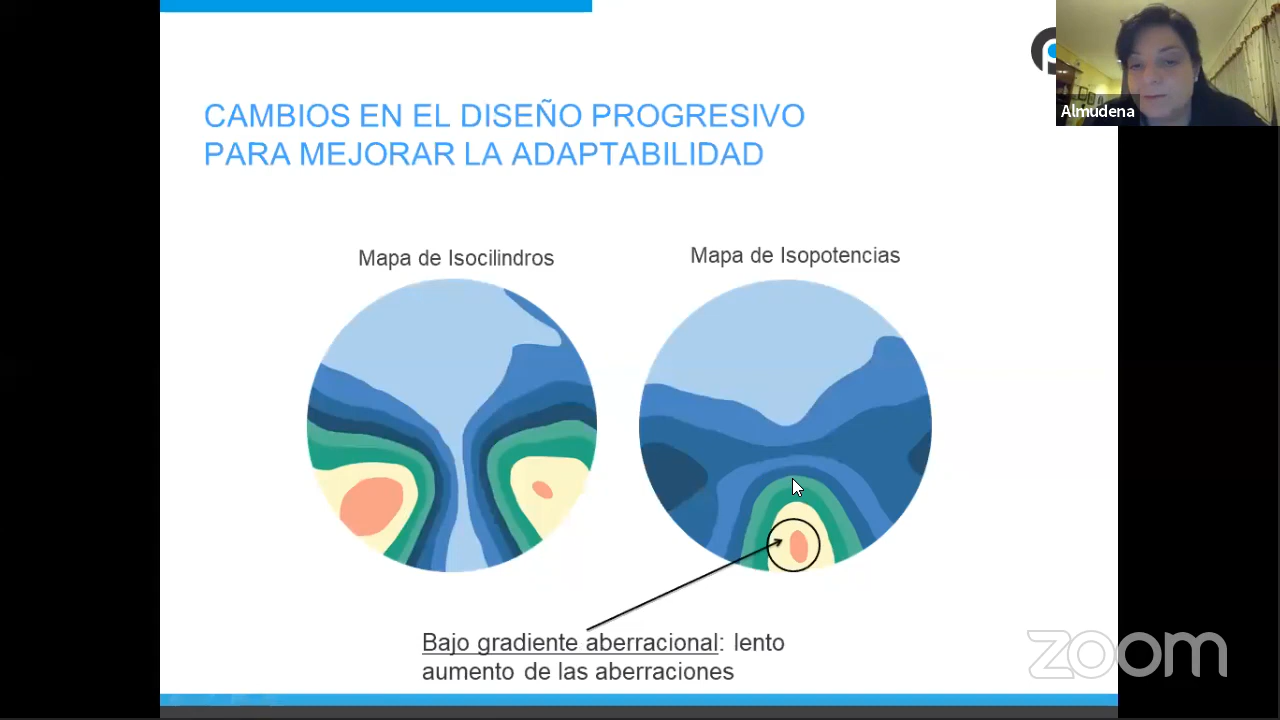 CAMBIOS EN EL DISEÑO PROGRESIVO
PARA MEJORAR LA ADAPTABILIDAD
Almudena
Mapa de Isocilindros
Mapa de Isopotencias
Bajo gradiente aberracional: lento
aumento de las aberraciones
zoom